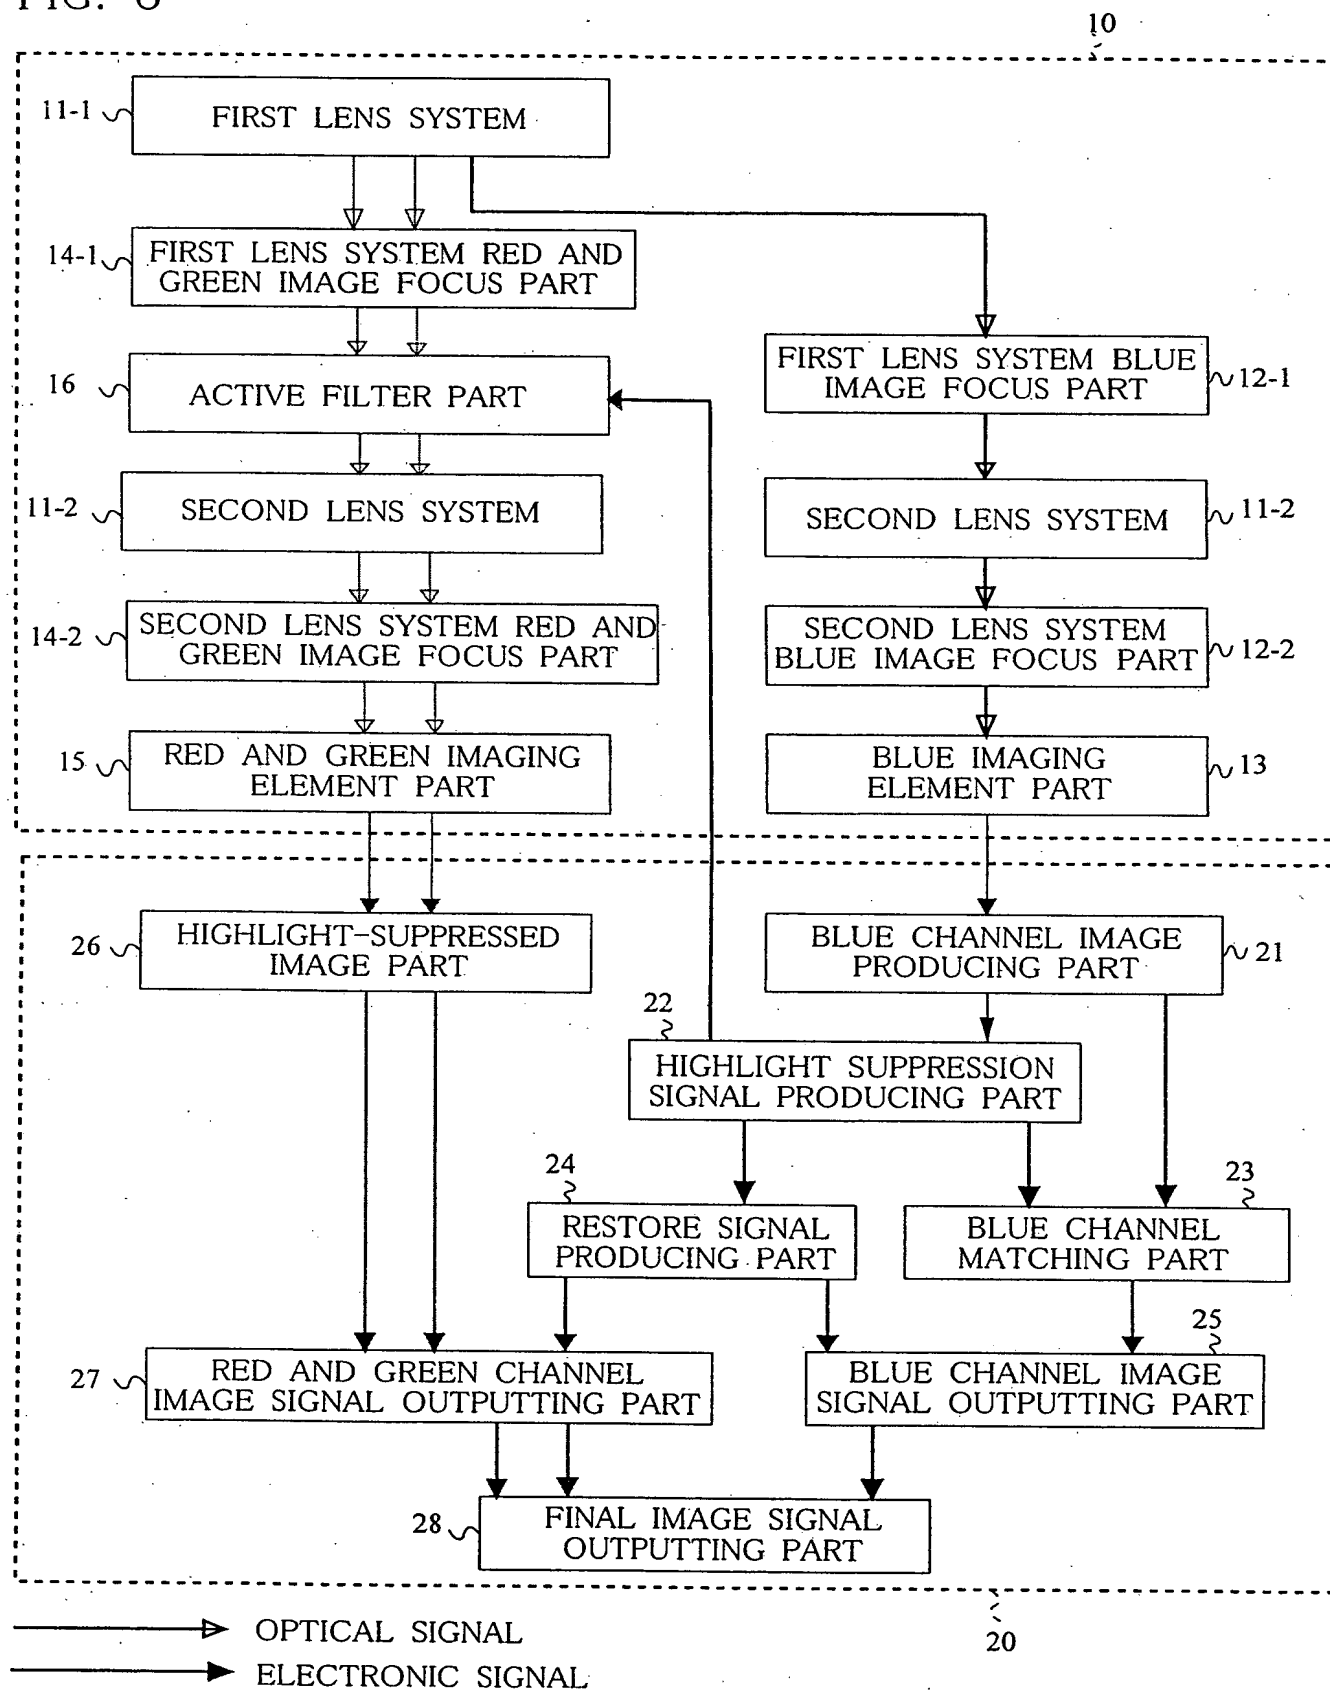 10
11-1
FIRST LENS SYSTEM
14-1
FIRST LENS SYSTEM RED AND
GREEN IMAGE FOCUS PART
16
ACTIVE FILTER PART
FIRST LENS SYSTEM BLUE
IMAGE FOCUS PART
12-1
11-2
SECOND LENS SYSTEM
SECOND LENS SYSTEM
11-2
14-2
SECOND LENS SYSTEM RED AND
GREEN IMAGE FOCUS PART
SECOND LENS SYSTEM
BLUE IMAGE FOCUS PART
12-2
15
RED AND GREEN IMAGING
ELEMENT PART
BLUE IMAGING
ELEMENT PART
13
26
HIGHLIGHT-SUPPRESSED
IMAGE PART
BLUE CHANNEL IMAGE
PRODUCING PART
21
22
HIGHLIGHT SUPPRESSION
SIGNAL PRODUCING PART
24
RESTORE SIGNAL
PRODUCING PART
23
BLUE CHANNEL
MATCHING PART
27
RED AND GREEN CHANNEL
IMAGE SIGNAL OUTPUTTING PART
25
BLUE CHANNEL IMAGE
SIGNAL OUTPUTTING PART
28
FINAL IMAGE SIGNAL
OUTPUTTING PART
20
OPTICAL SIGNAL
ELECTRONIC SIGNAL